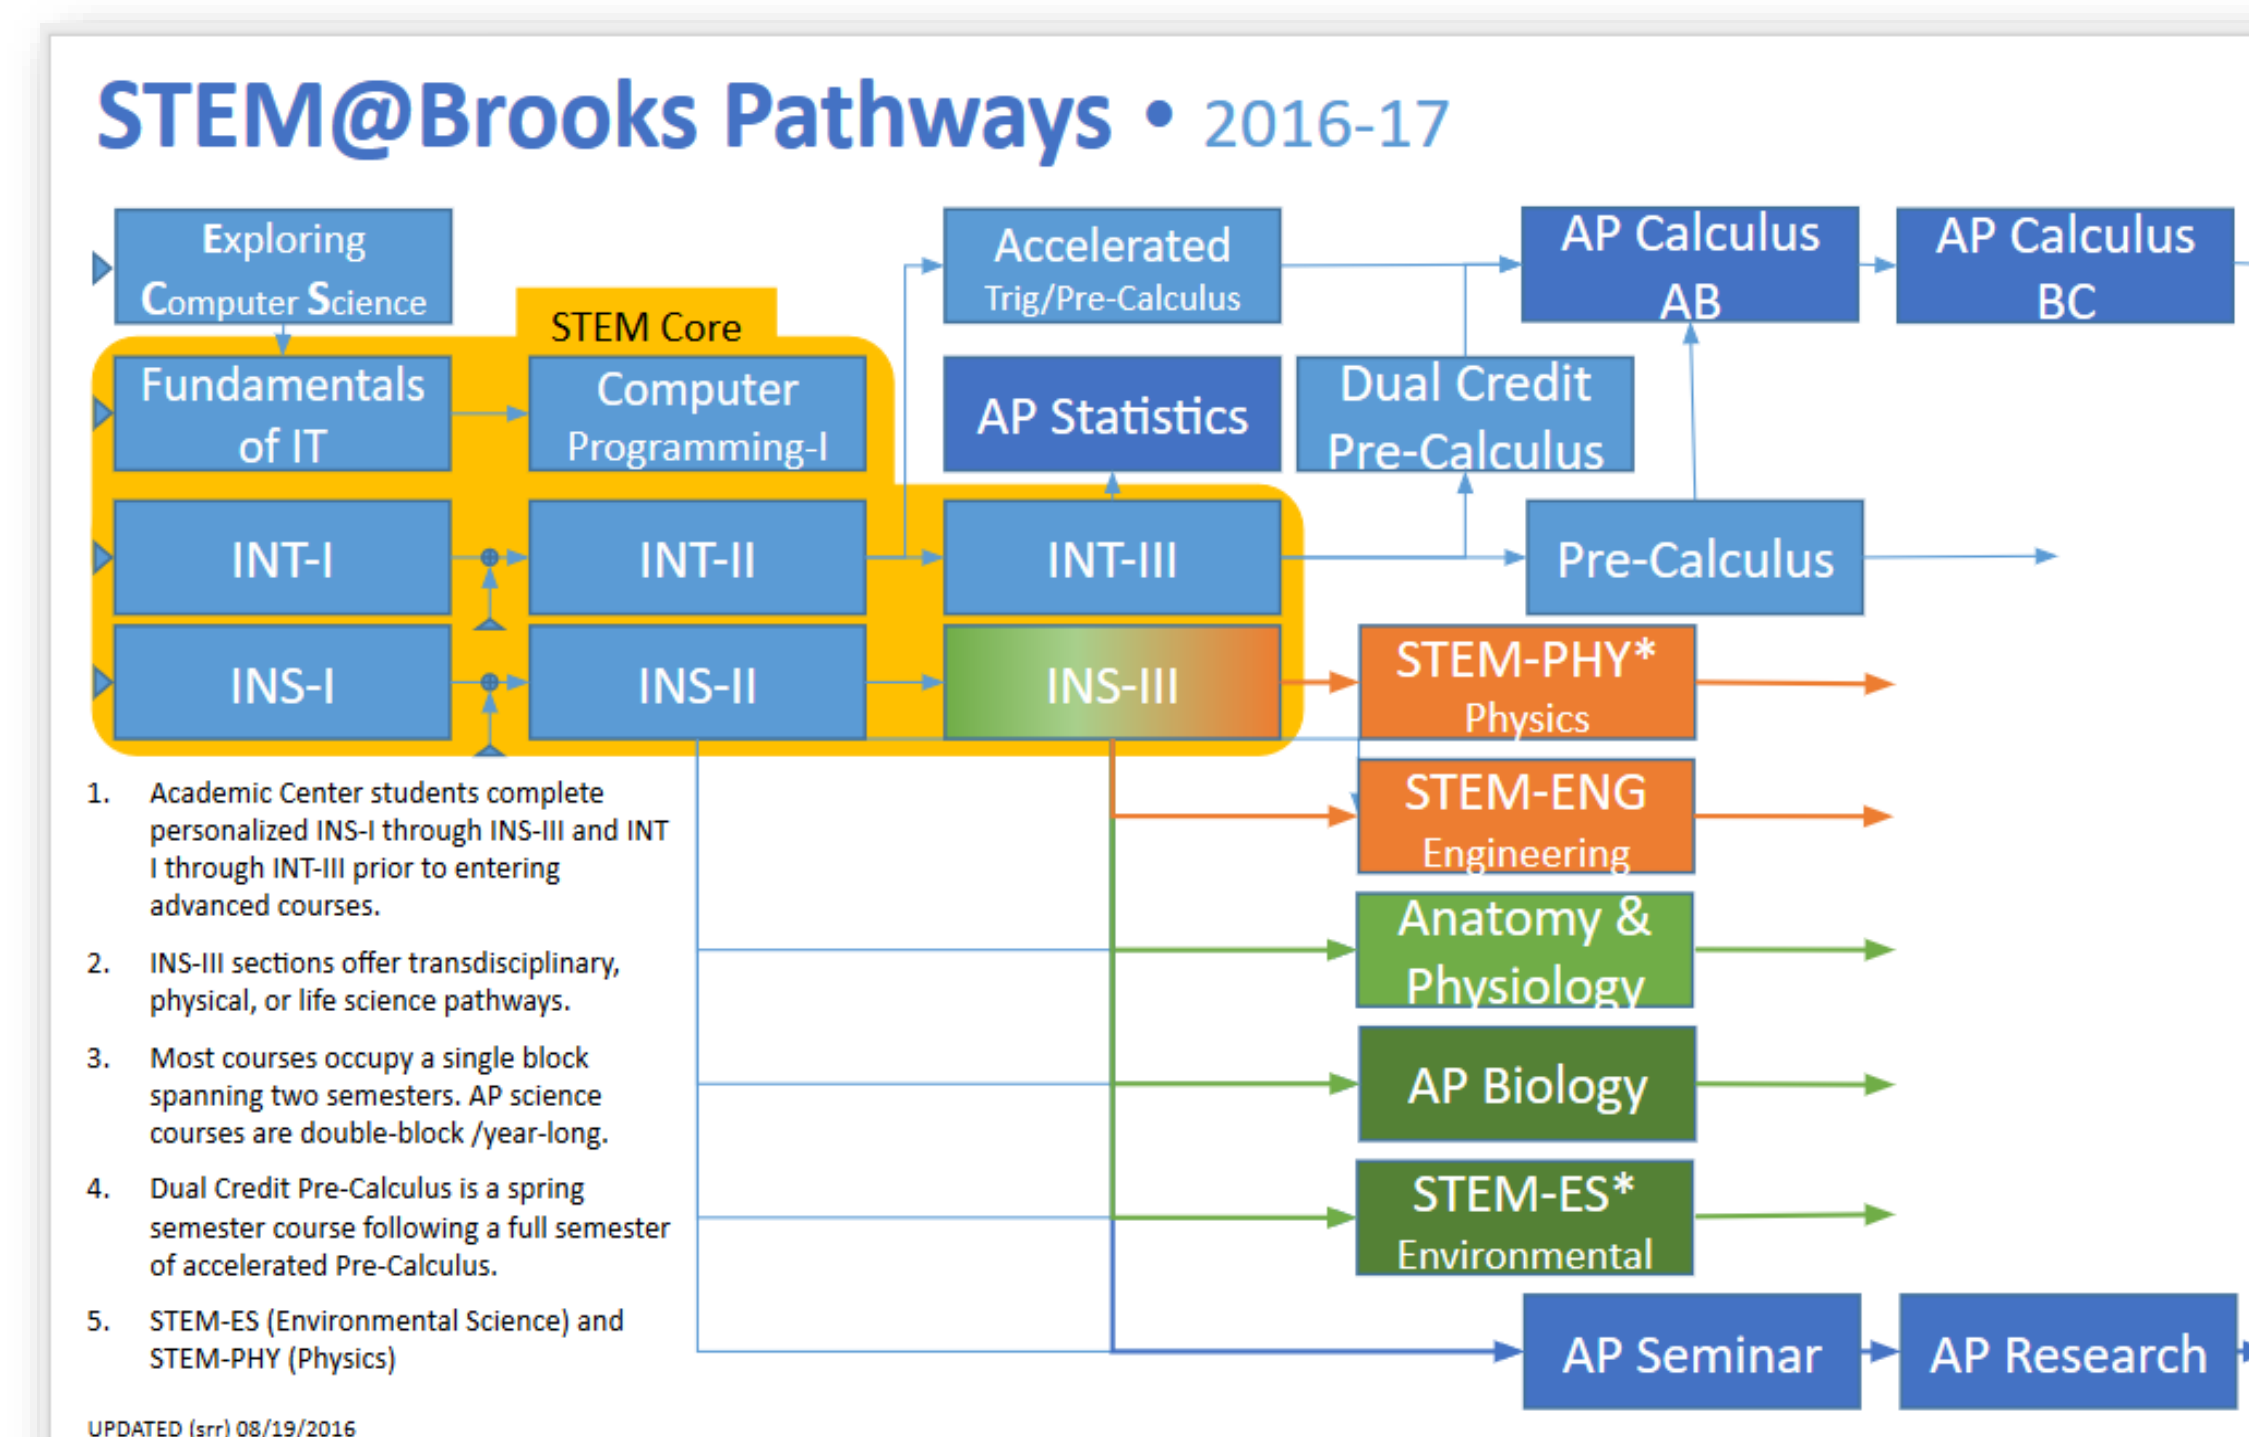 STEM@Brooks Pathways • 2016-17
Exploring
Computer Science
Accelerated
Trig/Pre-Calculus
AP Calculus
AB
AP Calculus
BC
STEM Core
Fundamentals
of IT
Computer
Programming-I
AP Statistics
Dual Credit
Pre-Calculus
INT-I
INT-II
INT-III
Pre-Calculus
INS-I
INS-II
INS-III
STEM-PHY*
Physics
STEM-ENG
Engineering
Anatomy &
Physiology
AP Biology
STEM-ES*
Environmental
AP Seminar
AP Research
1. Academic Center students complete
personalized INS-I through INS-III and INT
I through INT-III prior to entering
advanced courses.
2. INS-III sections offer transdisciplinary,
physical, or life science pathways.
3. Most courses occupy a single block
spanning two semesters. AP science
courses are double-block /year-long.
4. Dual Credit Pre-Calculus is a spring
semester course following a full semester
of accelerated Pre-Calculus.
5. STEM-ES (Environmental Science) and
STEM-PHY (Physics)
UPDATED (srr) 08/19/2016